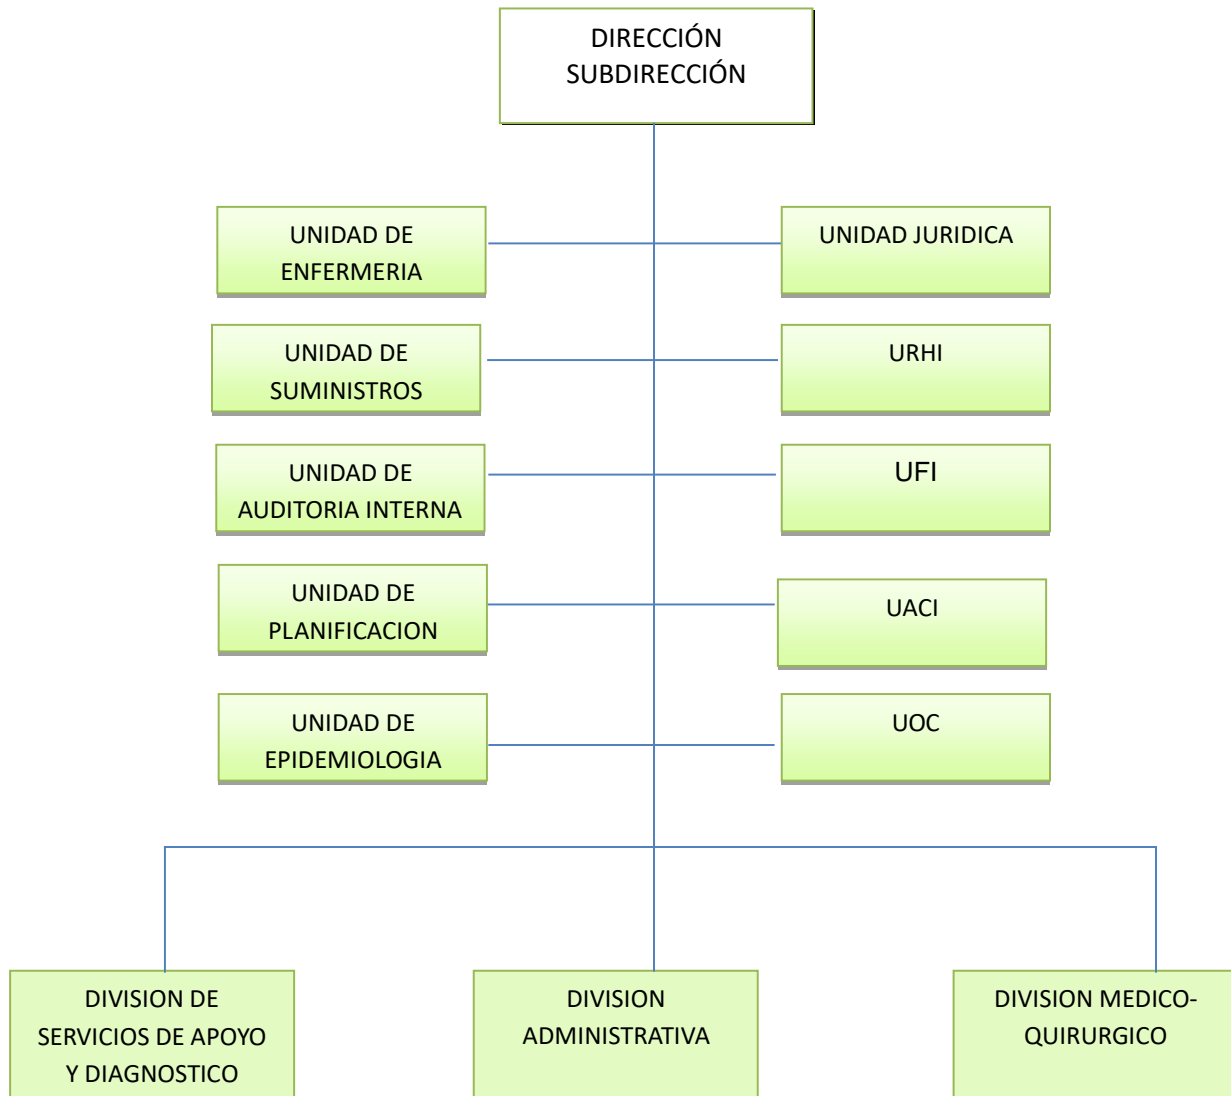 DIRECCIÓN
SUBDIRECCIÓN
UNIDAD DE
ENFERMERIA
UNIDAD JURIDICA
UNIDAD DE
SUMINISTROS
URHI
UNIDAD DE
AUDITORIA INTERNA
UFI
UNIDAD DE
PLANIFICACION
UACI
UNIDAD DE
EPIDEMIOLOGIA
UOC
DIVISION DE
SERVICIOS DE APOYO
Y DIAGNOSTICO
DIVISION
ADMINISTRATIVA
DIVISION MEDICO-
QUIRURGICO